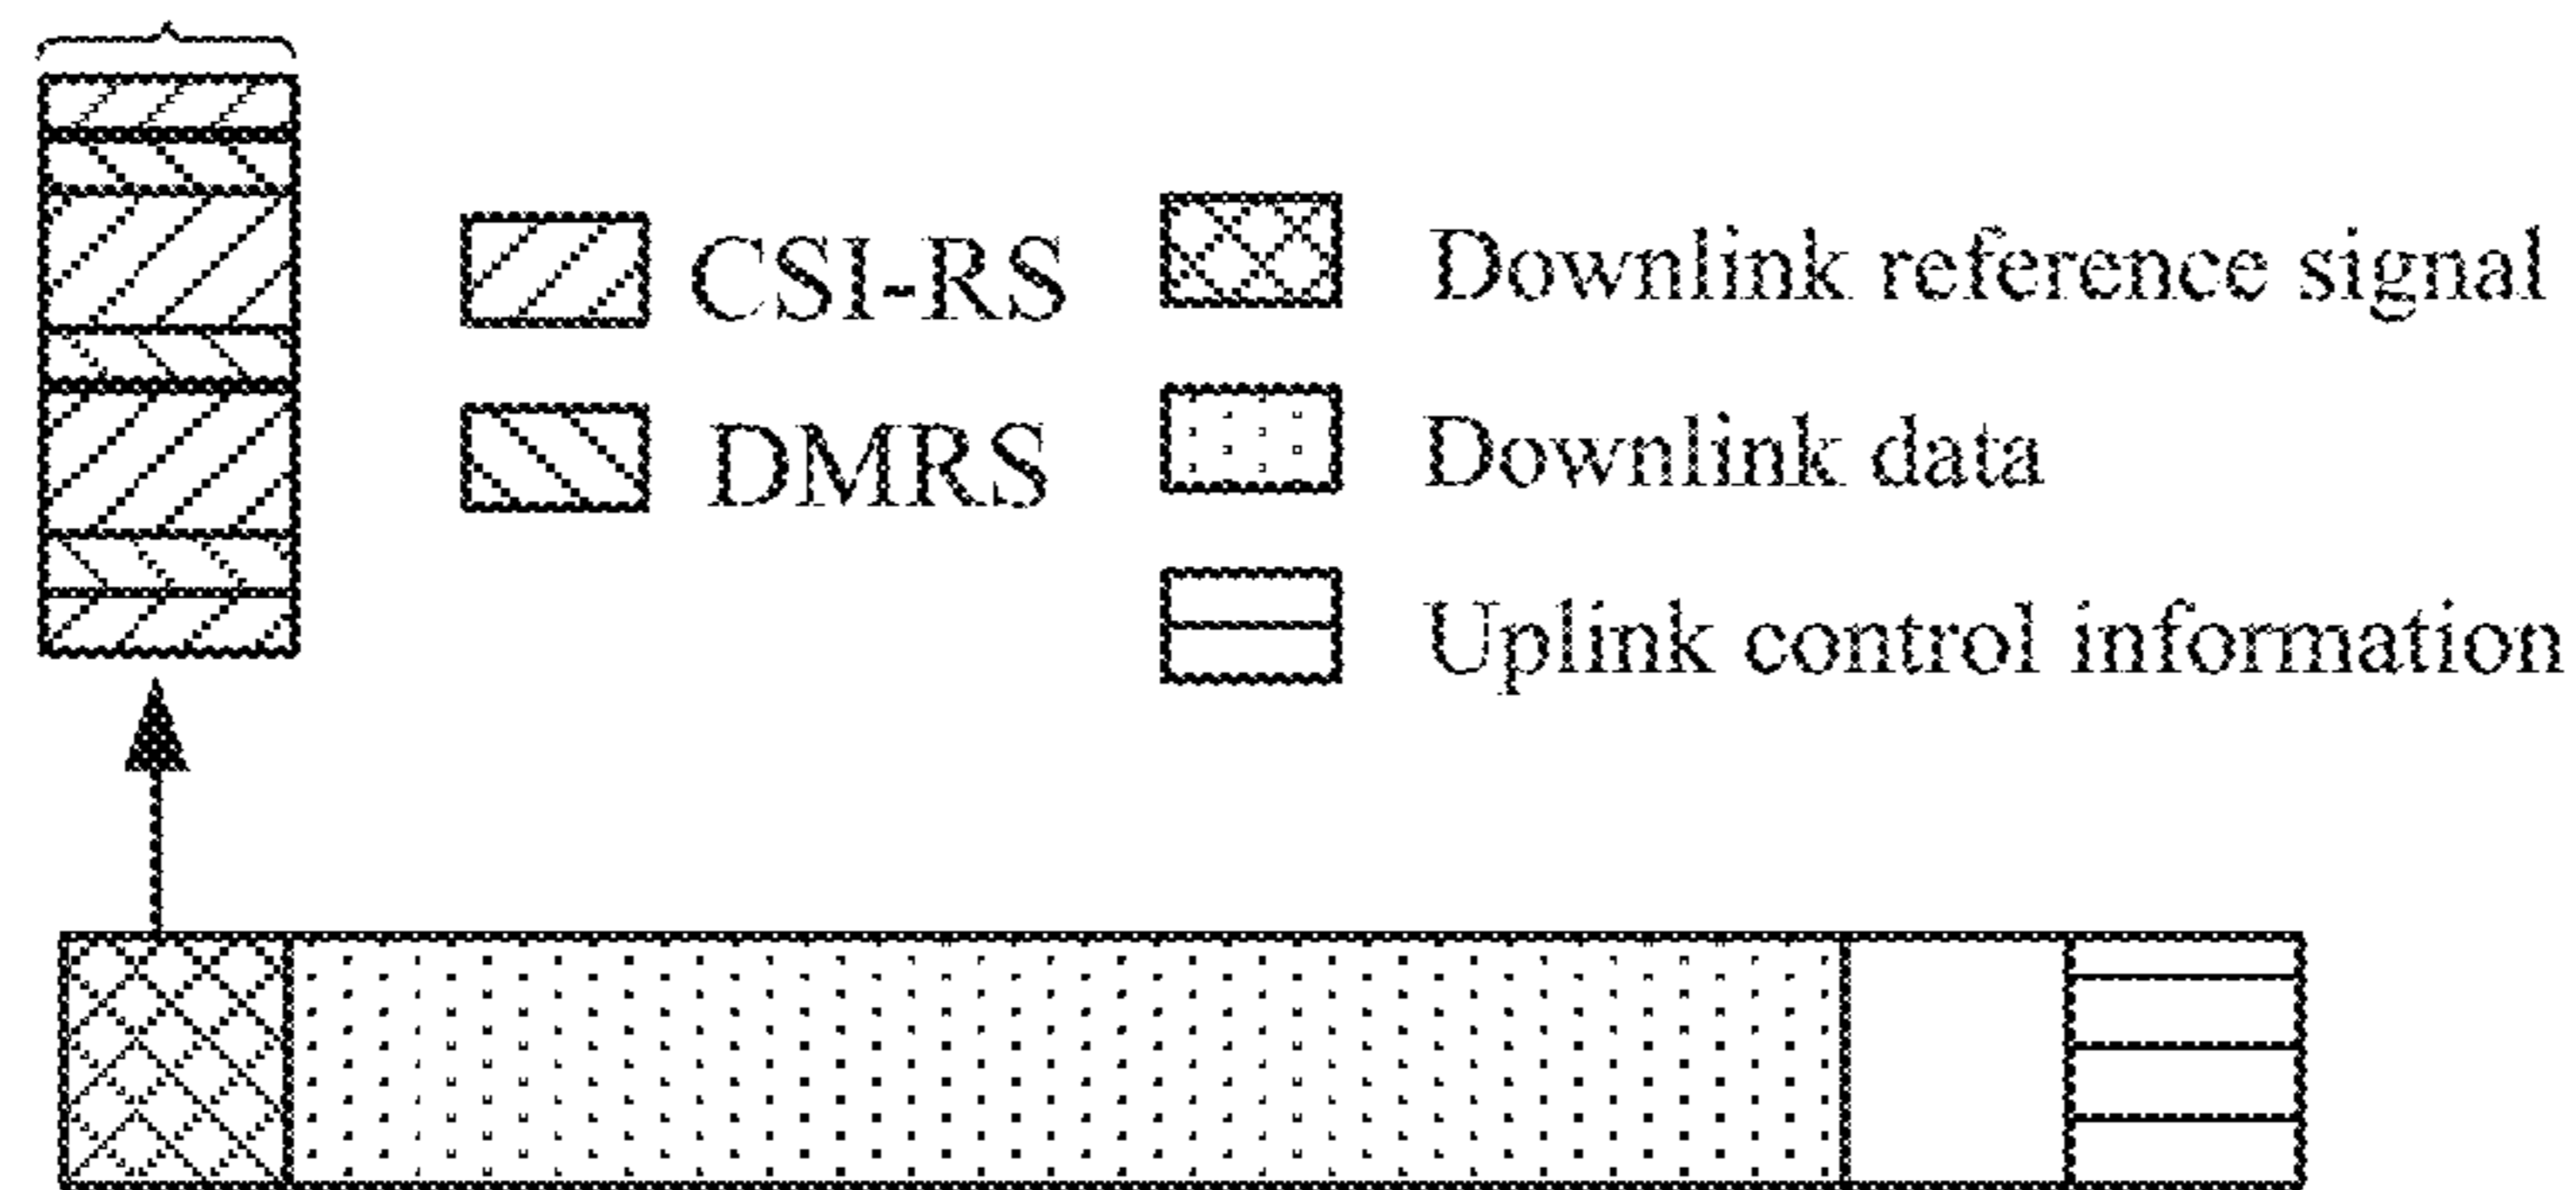 CSI-RS
DMRS
Downlink reference signal
Downlink data
Uplink control information